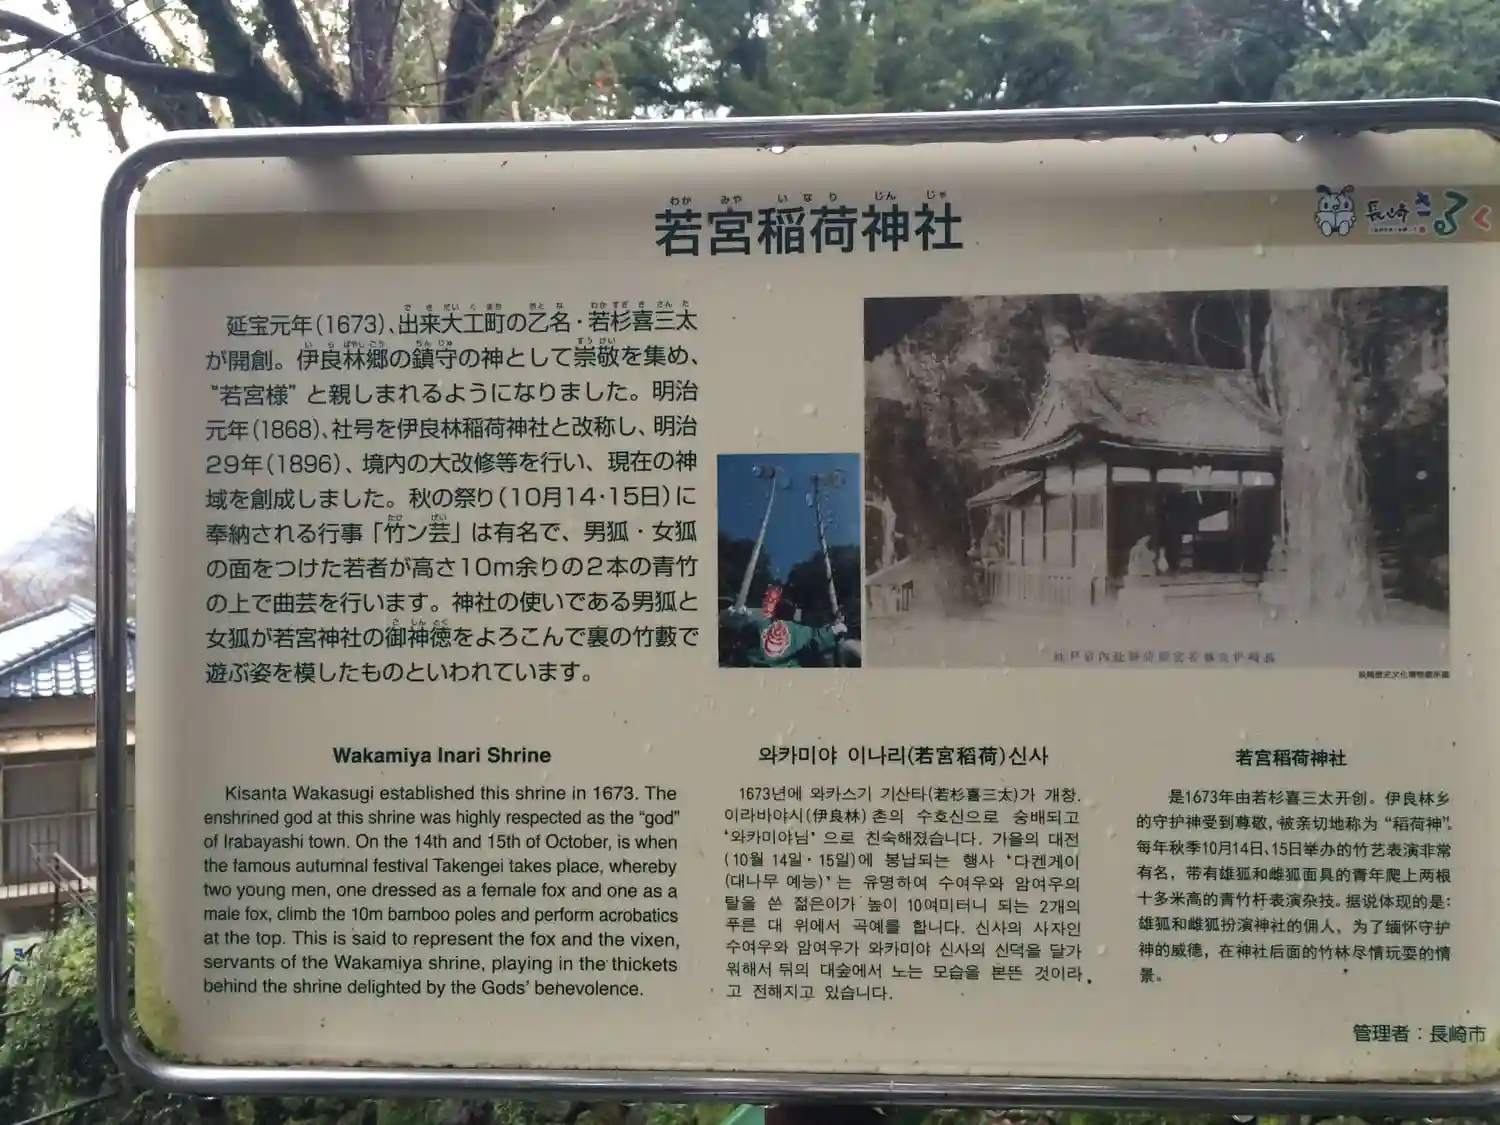 わか みや いなり じん じゃ
若宮稲荷神社
長崎さるく
延宝元年(1673)、出来大工町の乙名・若杉喜三太
が開創。伊良林郷の鎮守の神として崇敬を集め、
“若宮様”と親しまれるようになりました。明治
元年(1868)、社号を伊良林稲荷神社と改称し、明治
29年(1896)、境内の大改修等を行い、現在の神
域を創成しました。秋の祭り(10月14・15日)に
奉納される行事「竹ン芸」は有名で、男狐・女狐
の面をつけた若者が高さ10m余りの2本の青竹
の上で曲芸を行います。神社の使いである男狐と
女狐が若宮神社の御神徳をよろこんで裏の竹藪で
遊ぶ姿を模したものといわれています。
長崎歴史文化博物館所蔵
Wakamiya Inari Shrine
Kisanta Wakasugi established this shrine in 1673. The
enshrined god at this shrine was highly respected as the “god”
of Irabayashi town. On the 14th and 15th of October, is when
the famous autumnal festival Takengei takes place, whereby
two young men, one dressed as a female fox and one as a
male fox, climb the 10m bamboo poles and perform acrobatics
at the top. This is said to represent the fox and the vixen,
servants of the Wakamiya shrine, playing in the thickets
behind the shrine delighted by the Gods’ benevolence.
와카미야 이나리(若宮稻荷)신사
1673년에 와카스기 기산타(若杉喜三太)가 개창.
이라바야시(伊良林) 촌의 수호신으로 숭배되고
‘와카미야님’ 으로 친숙해졌습니다. 가을의 대전
(10월 14일・15일)에 봉납되는 행사 ‘다켄게이
(대나무 예능)’는 유명하여 수여우와 암여우의
탈을 쓴 젊은이가 높이 10여미터니 되는 2개의
푸른 대 위에서 곡예를 합니다. 신사의 사자인
수여우와 암여우가 와카미야 신사의 신덕을 달가
워해서 뒤의 대숲에서 노는 모습을 본뜬 것이라
고 전해지고 있습니다.
若宮稻荷神社
是1673年由若杉喜三太开创。伊良林乡
的守护神受到尊敬，被亲切地称为“稻荷神”。
每年秋季10月14日、15日举办的竹艺表演非常
有名，带有雄狐和雌狐面具的青年爬上两根
十多米高的青竹杆表演杂技。据说体现的是：
雄狐和雌狐扮演神社的佣人，为了缅怀守护
神的威德，在神社后面的竹林尽情玩耍的情
景。
管理者：長崎市